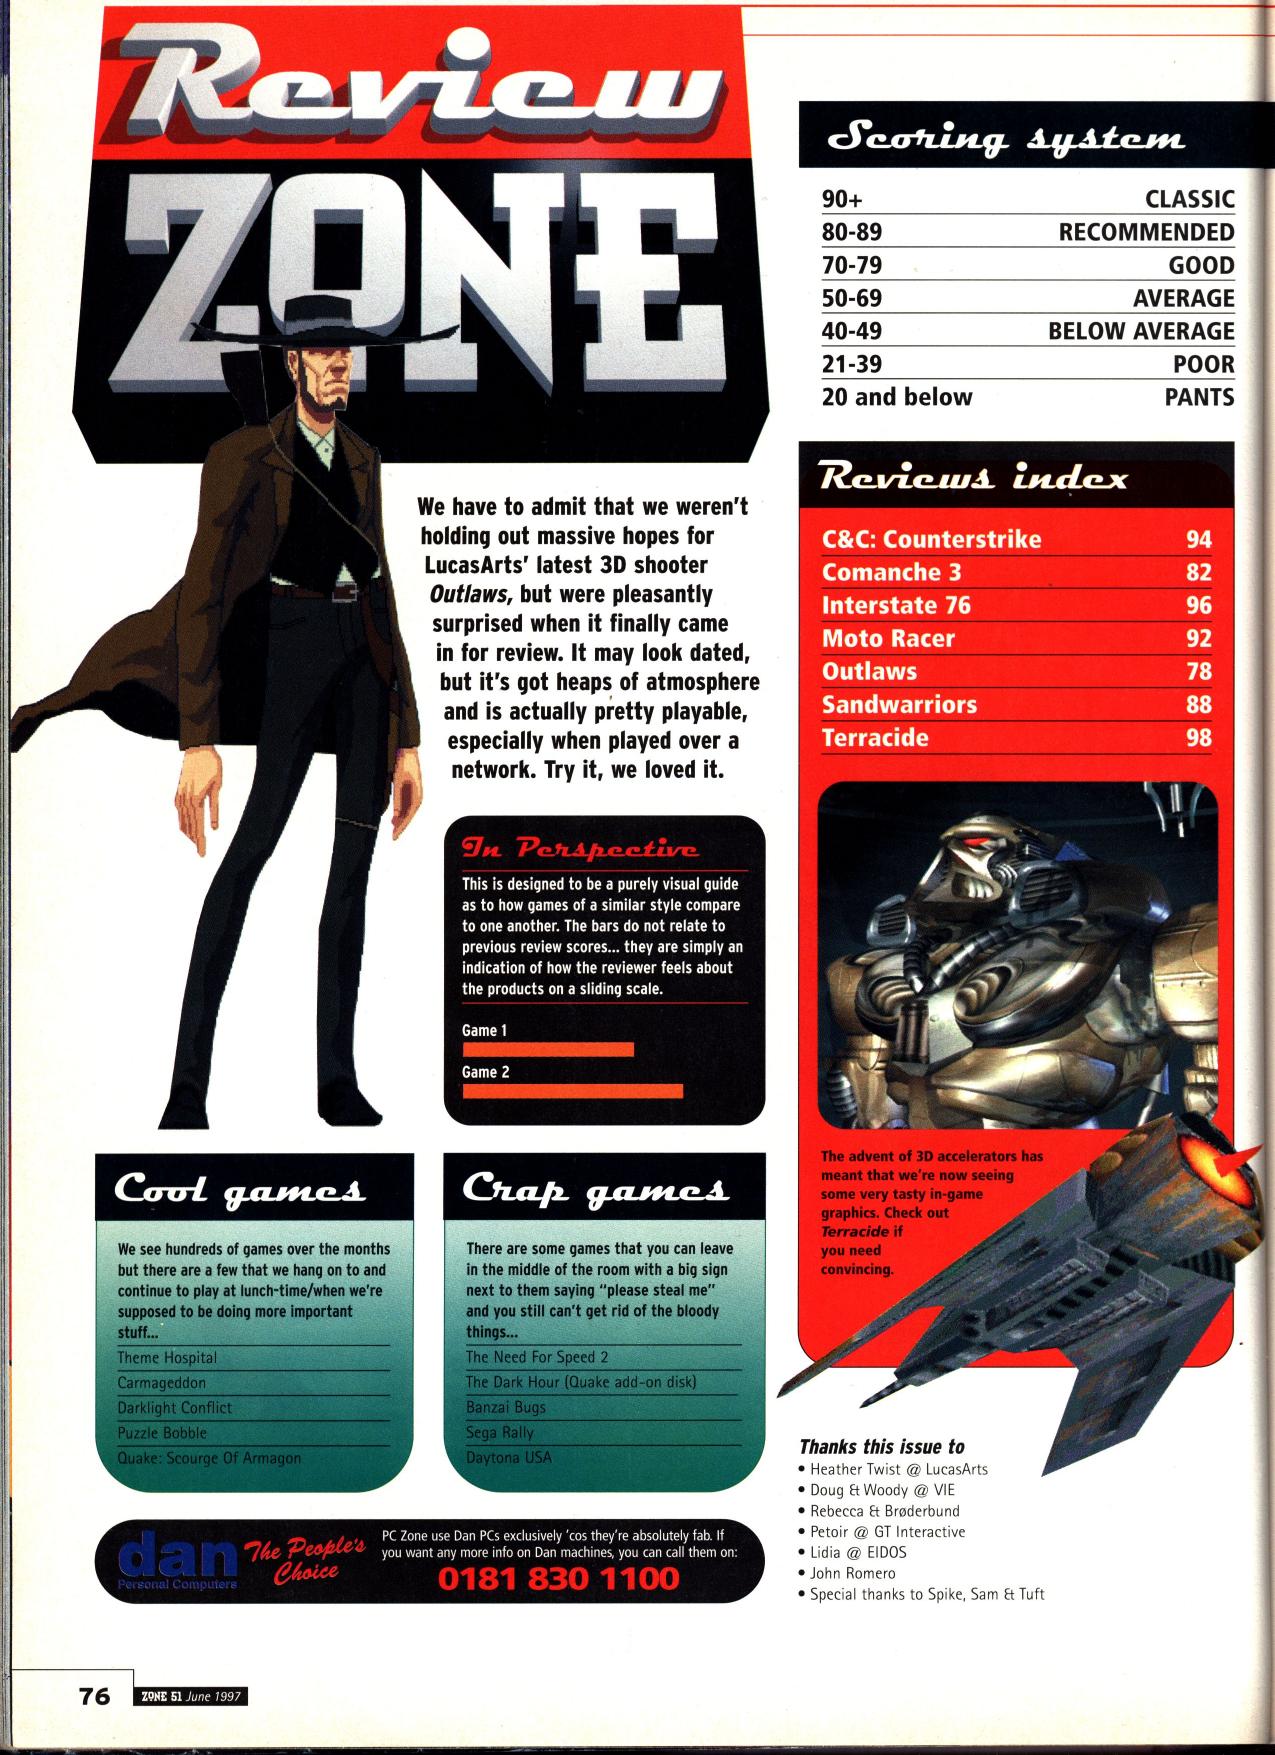 Review
ZONE
We have to admit that we weren't
holding out massive hopes for
LucasArts' latest 3D shooter
Outlaws, but were pleasantly
surprised when it finally came
in for review. It may look dated,
but it's got heaps of atmosphere
and is actually pretty playable,
especially when played over a
network. Try it, we loved it.
In Perspective
This is designed to be a purely visual guide
as to how games of a similar style compare
to one another. The bars do not relate to
previous review scores... they are simply an
indication of how the reviewer feels about
the products on a sliding scale.
Game 1
Game 2
Cool games
We see hundreds of games over the months
but there are a few that we hang on to and
continue to play at lunch-time/when we're
supposed to be doing more important
stuff...
Theme Hospital
Carmageddon
Darklight Conflict
Puzzle Bobble
Quake: Scourge Of Armagon
Crap games
There are some games that you can leave
in the middle of the room with a big sign
next to them saying "please steal me"
and you still can't get rid of the bloody
things...
The Need For Speed 2
The Dark Hour (Quake add-on disk)
Banzai Bugs
Sega Rally
Daytona USA
dan
Personal Computers
The People's
Choice
PC Zone use Dan PCs exclusively 'cos they're absolutely fab. If
you want any more info on Dan machines, you can call them on:
0181 830 1100
Scoring system
90+ CLASSIC
80-89 RECOMMENDED
70-79 GOOD
50-69 AVERAGE
40-49 BELOW AVERAGE
21-39 POOR
20 and below PANTS
Reviews index
C&C: Counterstrike 94
Comanche 3 82
Interstate 76 96
Moto Racer 92
Outlaws 78
Sandwarriors 88
Terracide 98
The advent of 3D accelerators has
meant that we're now seeing
some very tasty in-game
graphics. Check out
Terracide if
you need
convincing.
Thanks this issue to
• Heather Twist @ LucasArts
• Doug & Woody @ VIE
• Rebecca & Brøderbund
• Petoir @ GT Interactive
• Lidia @ EIDOS
• John Romero
• Special thanks to Spike, Sam & Tuft
76 ZONE 51 June 1997